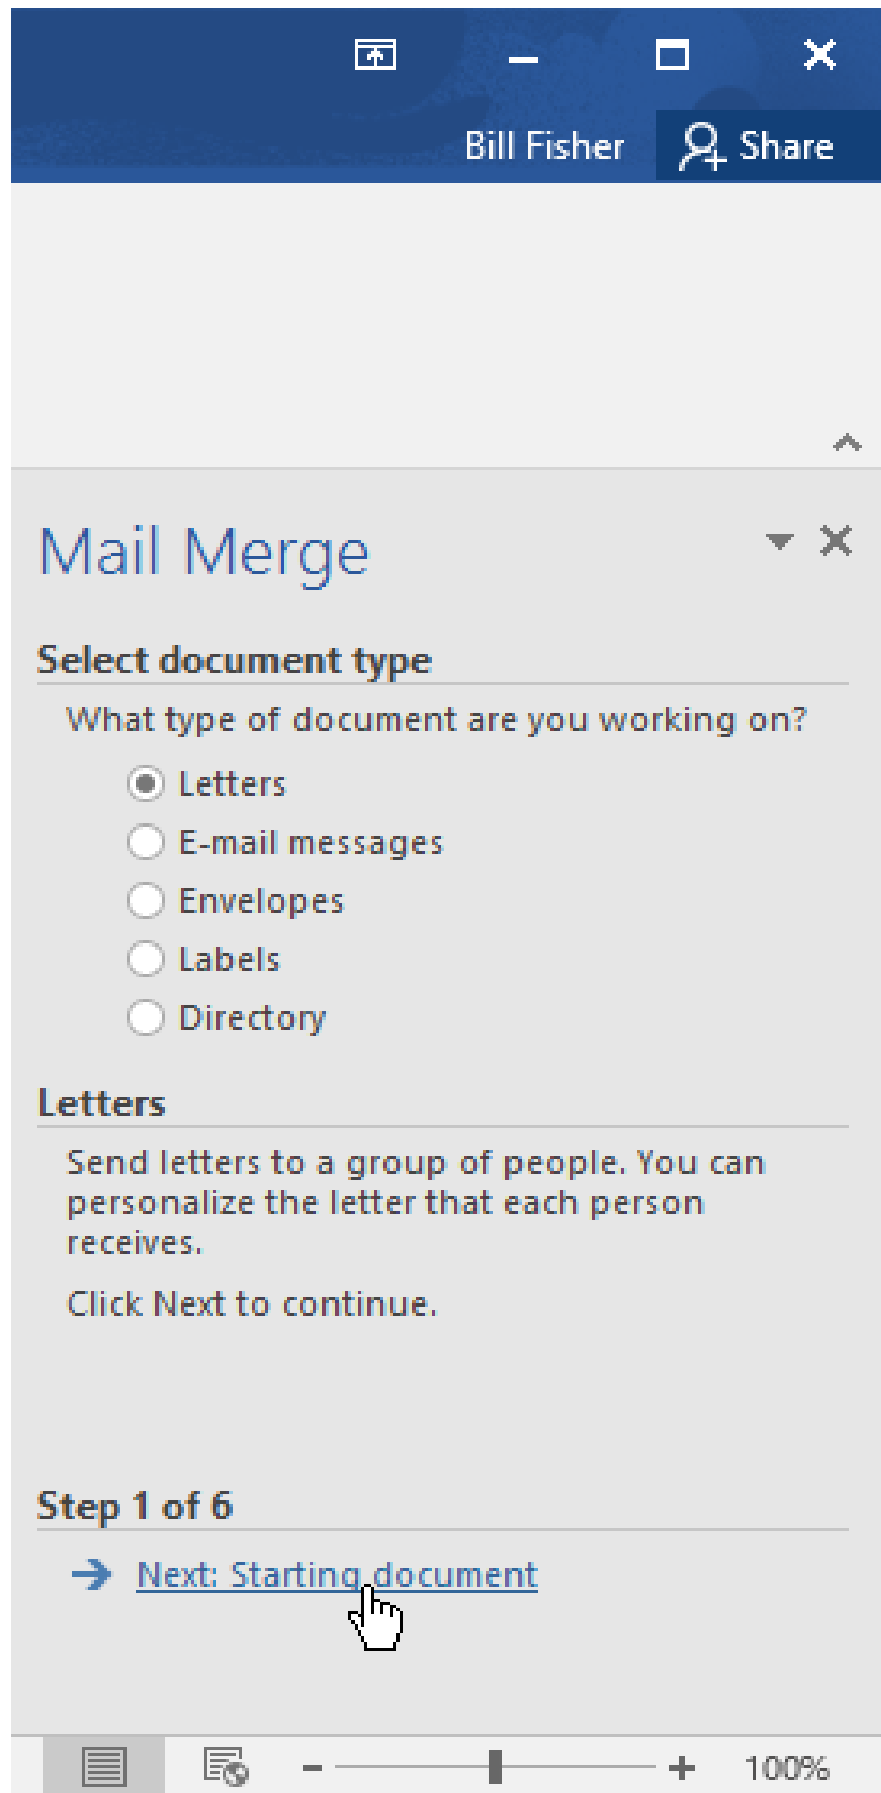 Bill Fisher Share
Mail Merge
Select document type
What type of document are you working on?
Letters
E-mail messages
Envelopes
Labels
Directory
Letters
Send letters to a group of people. You can
personalize the letter that each person
receives.
Click Next to continue.
Step 1 of 6
Next: Starting document
100%